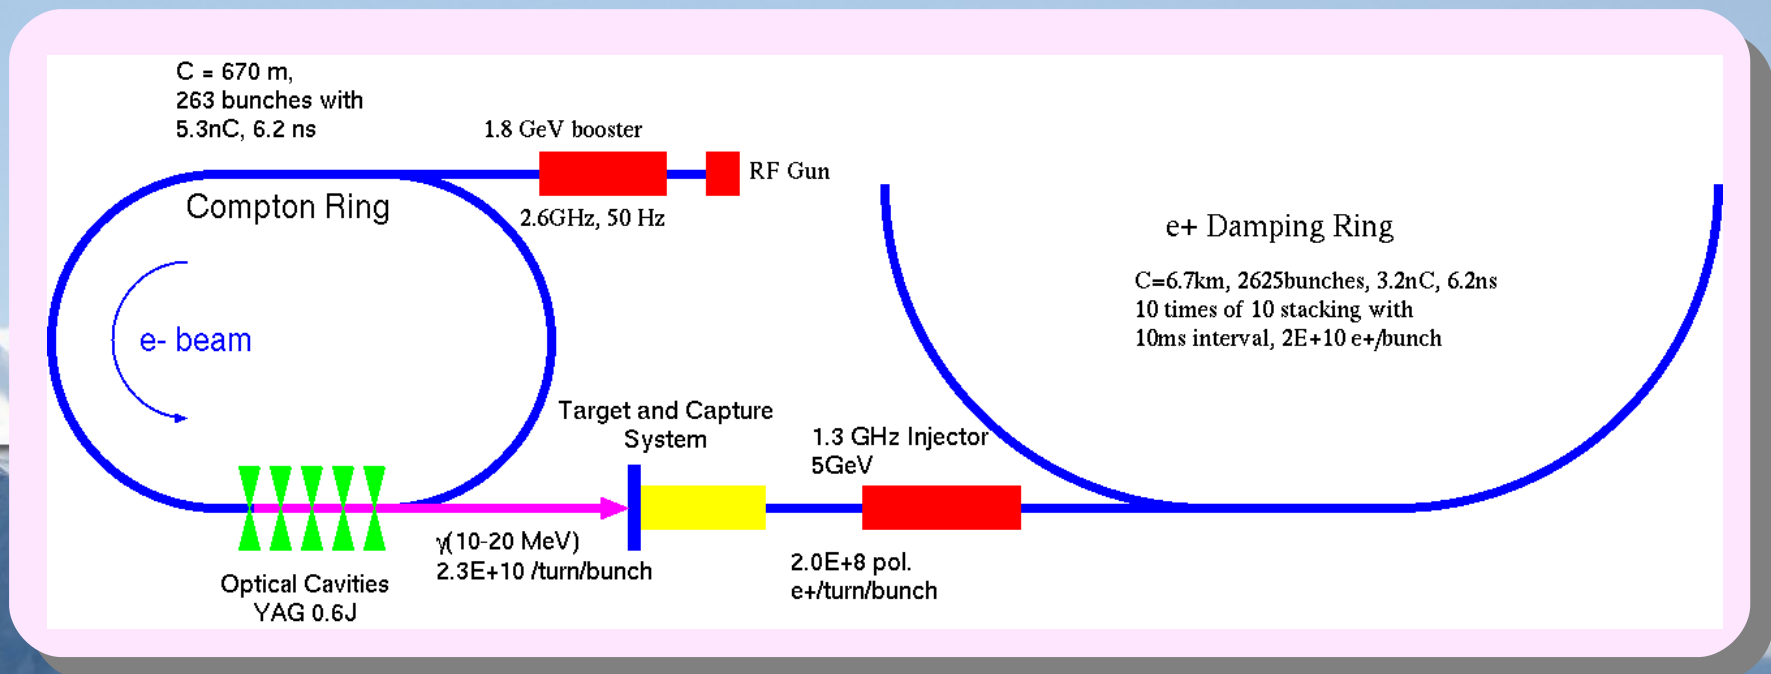 C = 670 m,
263 bunches with
5.3nC, 6.2 ns
1.8 GeV booster
RF Gun
2.6GHz, 50 Hz
Compton Ring
e- beam
e+ Damping Ring
C=6.7km, 2625bunches, 3.2nC, 6.2ns
10 times of 10 stacking with
10ms interval, 2E+10 e+/bunch
Target and Capture
System
1.3 GHz Injector
5GeV
γ(10-20 MeV)
2.3E+10 /turn/bunch
2.0E+8 pol.
e+/turn/bunch
Optical Cavities
YAG 0.6J